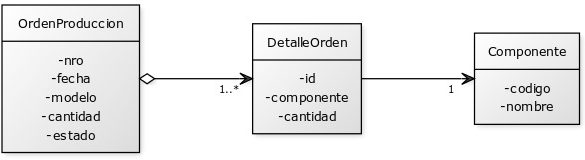 OrdenProduccion
-nro
-fecha
-modelo
-cantidad
-estado
1..*
DetalleOrden
-id
-componente
-cantidad
1
Componente
-codigo
-nombre